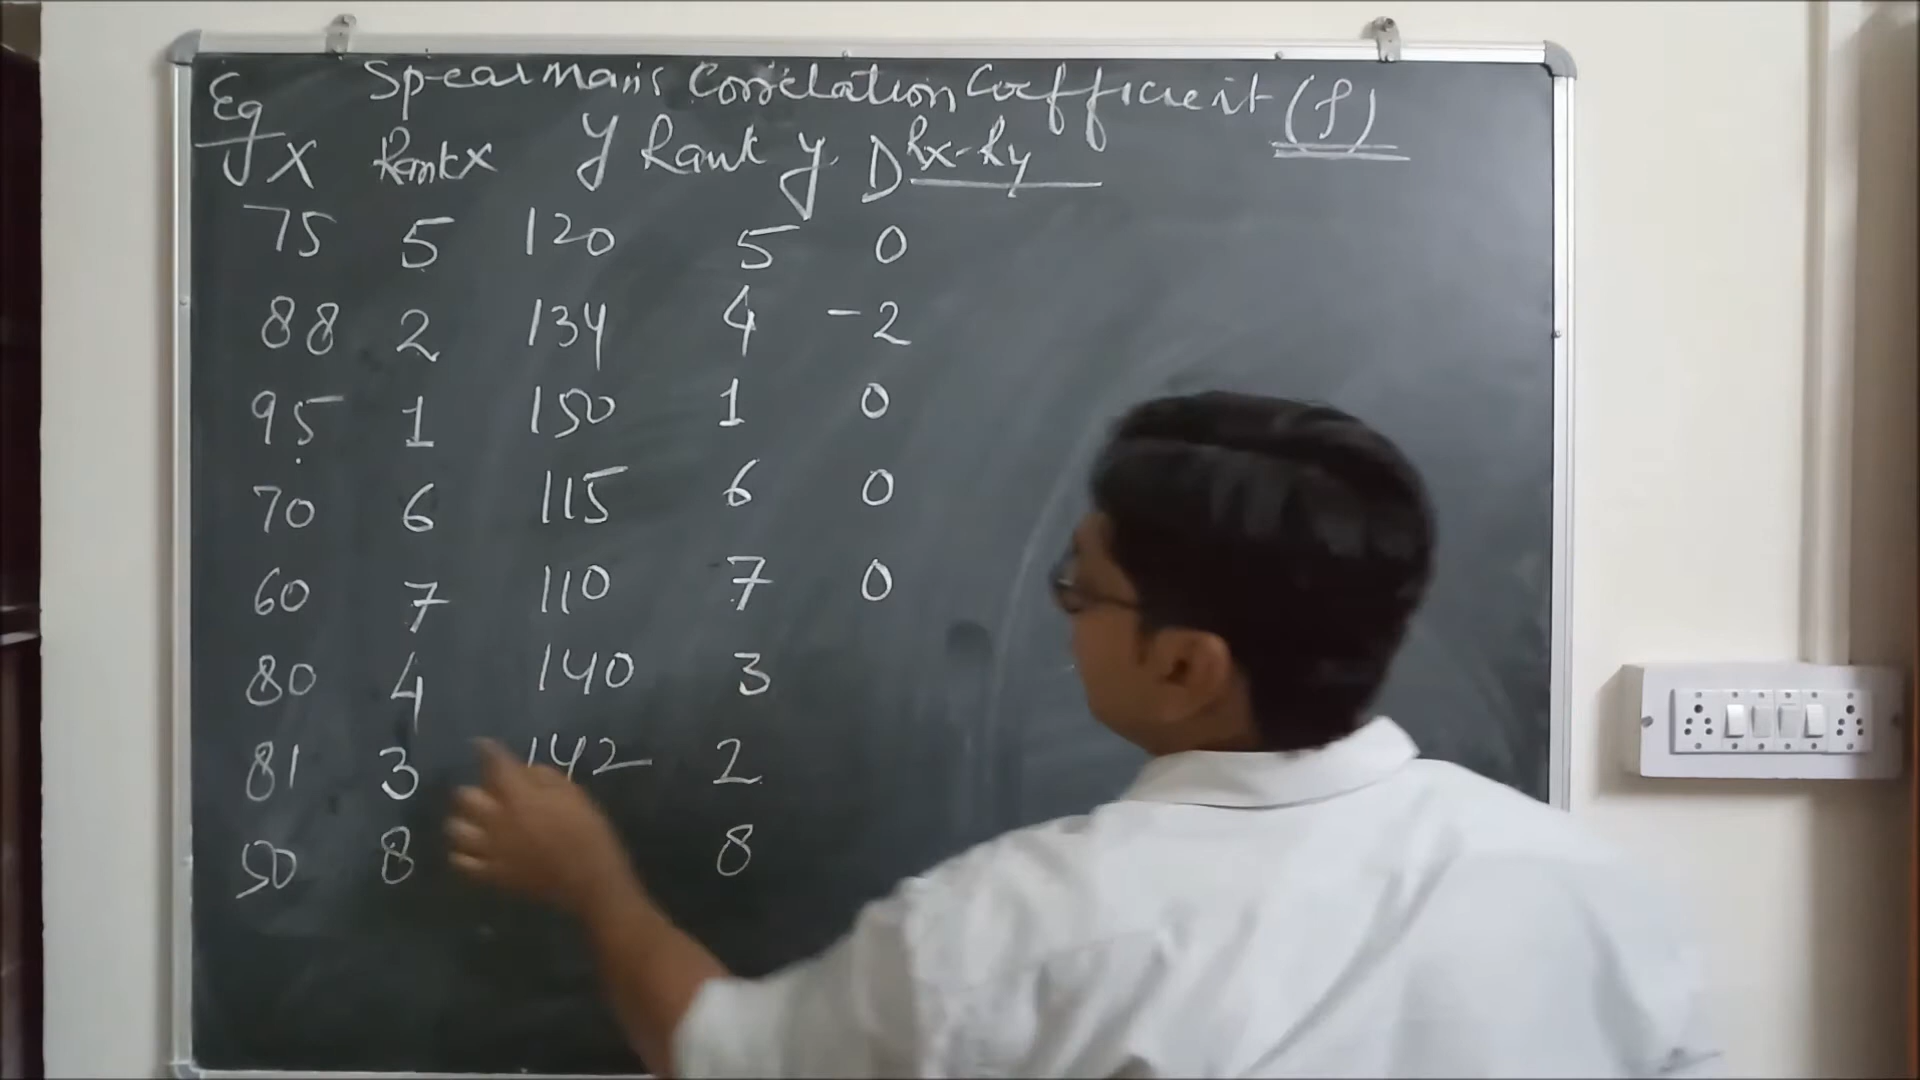 Eg Spearman's Correlation Coefficient (ρ)
X Rank x y Rank y D Rx-Ry
75 5 120 5 0
88 2 134 4 -2
95 1 150 1 0
70 6 115 6 0
60 7 110 7 0
80 4 140 3
81 3 142 2
50 8 8